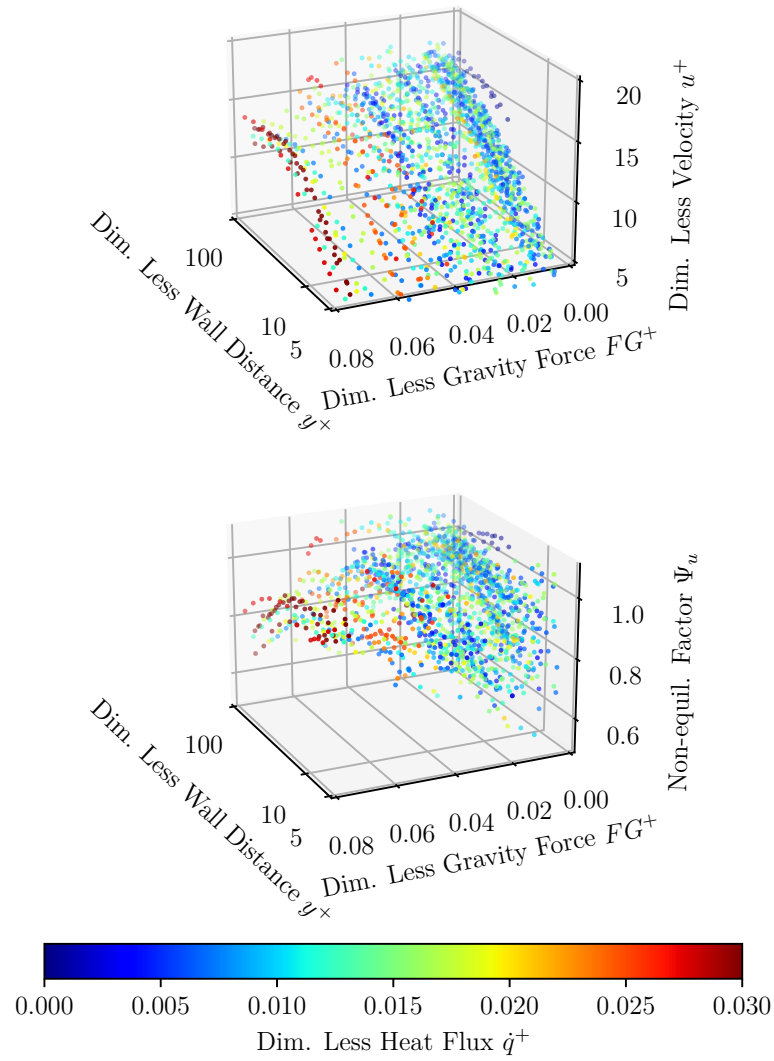 20
15
10
5
Dim. Less Velocity u⁺
100
10
5
Dim. Less Wall Distance y×
0.08
0.06
0.04
0.02
0.00
Dim. Less Gravity Force FG⁺
1.0
0.8
0.6
Non-equil. Factor Ψᵤ
100
10
5
Dim. Less Wall Distance y×
0.08
0.06
0.04
0.02
0.00
Dim. Less Gravity Force FG⁺
0.000 0.005 0.010 0.015 0.020 0.025 0.030
Dim. Less Heat Flux q̇⁺